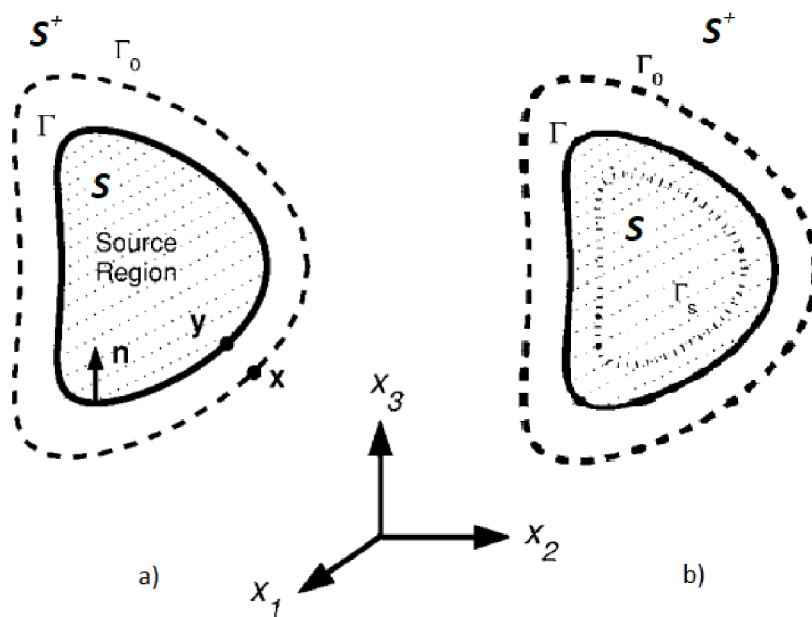 S⁺
Γ₀
Γ
S
Source
Region
y
n
x
a)
x₃
x₂
x₁
S⁺
Γ₀
Γ
S
Γₛ
b)